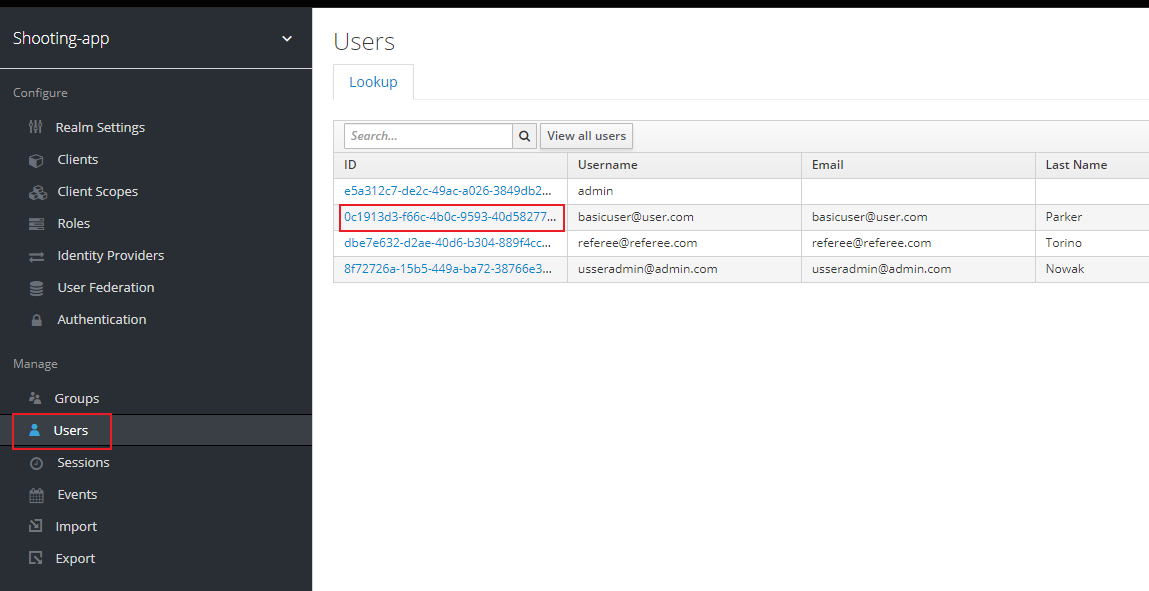 Shooting-app
Configure
Realm Settings
Clients
Client Scopes
Roles
Identity Providers
User Federation
Authentication
Manage
Groups
Users
Sessions
Events
Import
Export
Users
Lookup
Search... View all users
ID Username Email Last Name
e5a312c7-de2c-49ac-a026-3849db2... admin
0c1913d3-f66c-4b0c-9593-40d58277... basicuser@user.com basicuser@user.com Parker
dbe7e632-d2ae-40d6-b304-889f4cc... referee@referee.com referee@referee.com Torino
8f72726a-15b5-449a-ba72-38766e3... usseradmin@admin.com usseradmin@admin.com Nowak